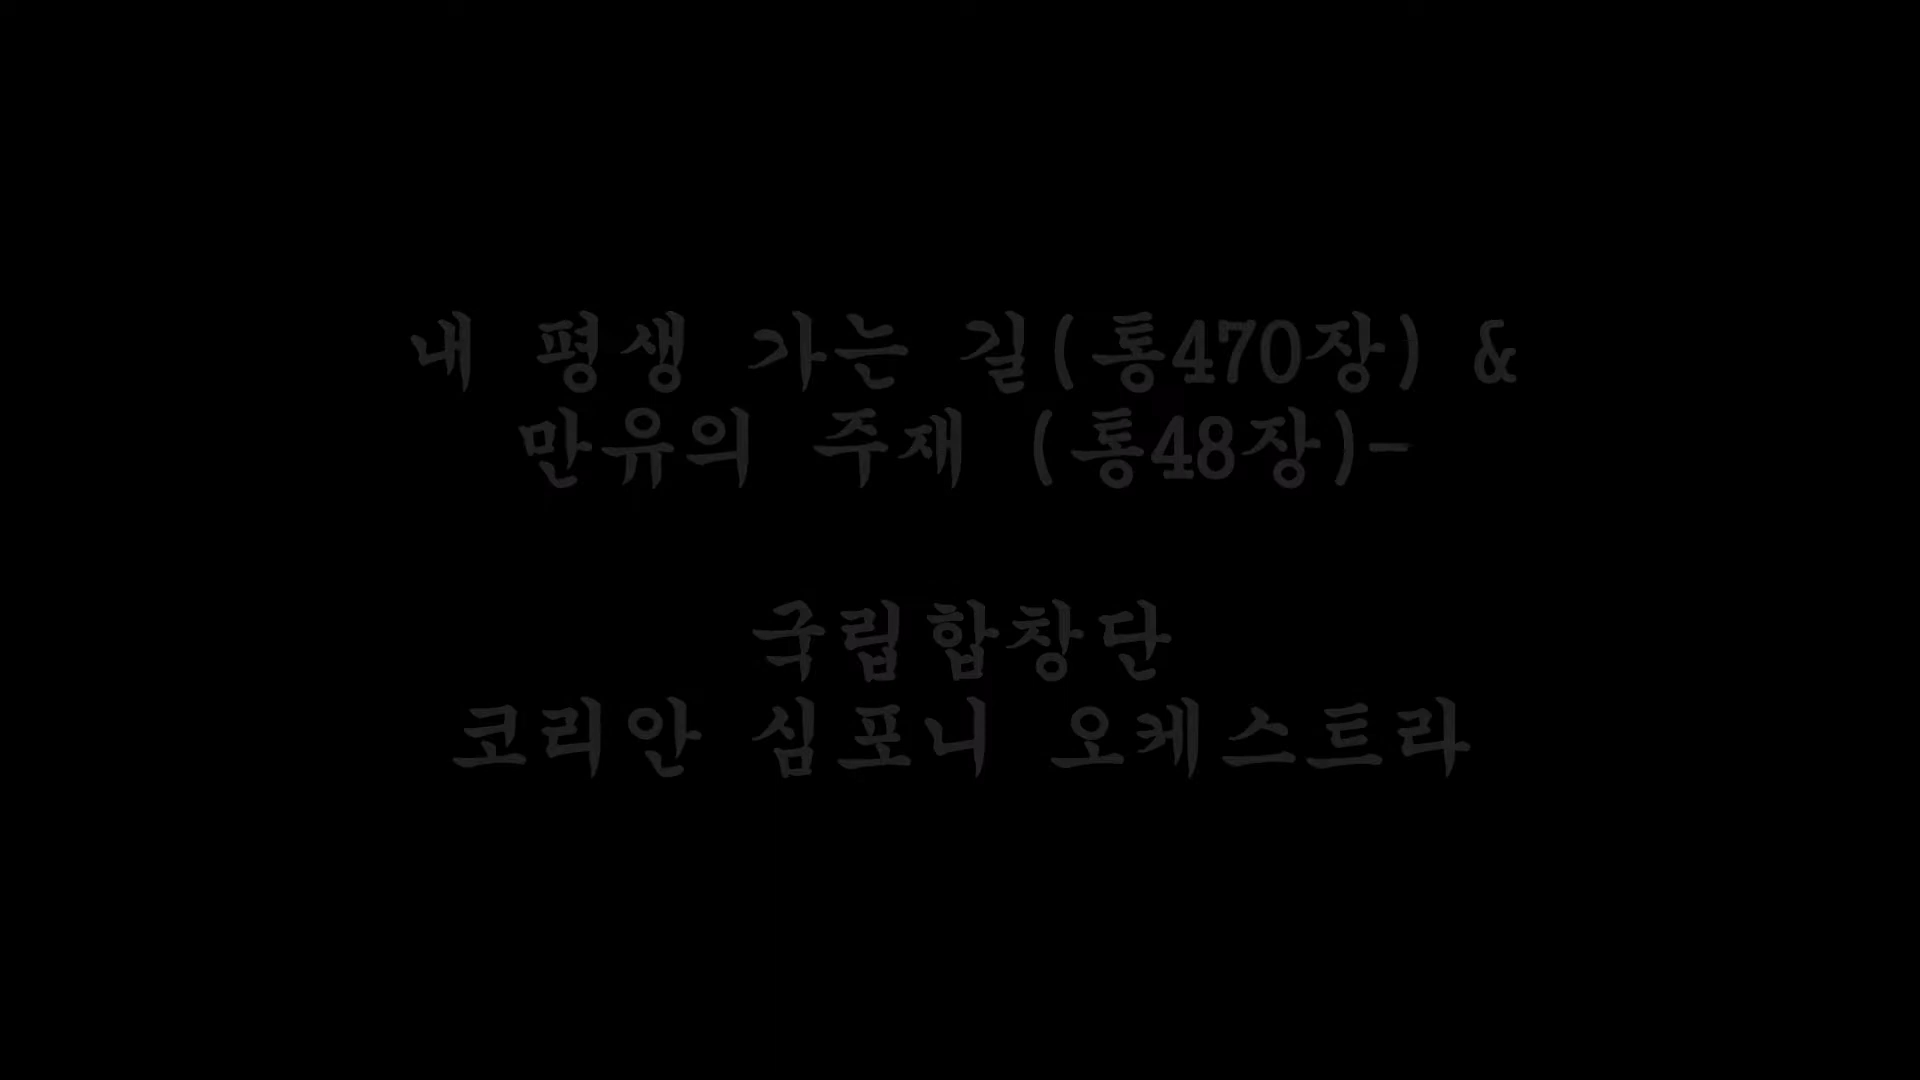 내 평생 가는 길(통470장) &
만유의 주재 (통48장)-
국립합창단
코리안 심포니 오케스트라